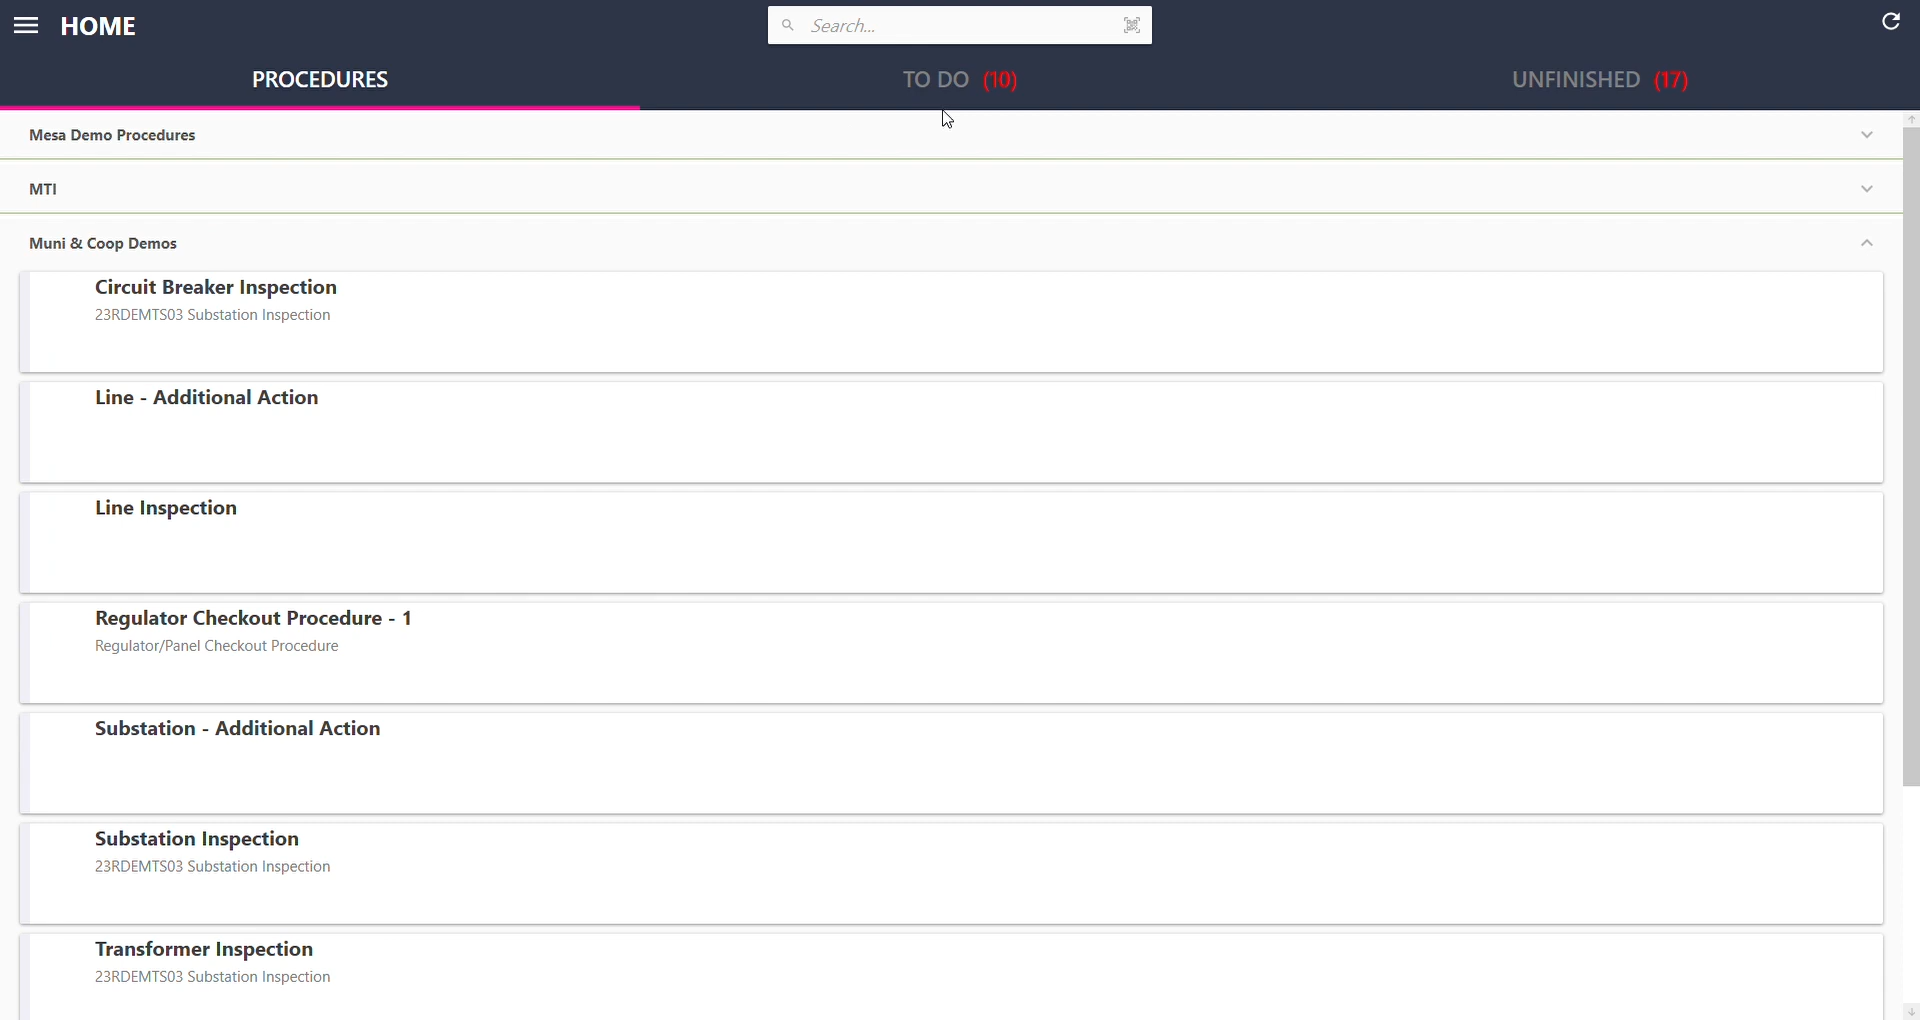 HOME
Search...
PROCEDURES
TO DO (10)
UNFINISHED (17)
Mesa Demo Procedures
MTI
Muni & Coop Demos
Circuit Breaker Inspection
23RDEMTS03 Substation Inspection
Line - Additional Action
Line Inspection
Regulator Checkout Procedure - 1
Regulator/Panel Checkout Procedure
Substation - Additional Action
Substation Inspection
23RDEMTS03 Substation Inspection
Transformer Inspection
23RDEMTS03 Substation Inspection